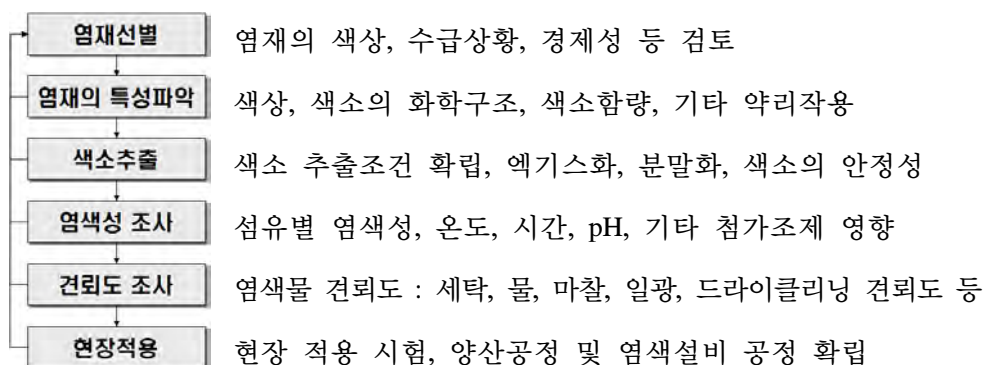 염재선별 염재의 색상, 수급상황, 경제성 등 검토
염재의 특성파악 색상, 색소의 화학구조, 색소함량, 기타 약리작용
색소추출 색소 추출조건 확립, 엑기스화, 분말화, 색소의 안정성
염색성 조사 섬유별 염색성, 온도, 시간, pH, 기타 첨가조제 영향
견뢰도 조사 염색물 견뢰도 : 세탁, 물, 마찰, 일광, 드라이클리닝 견뢰도 등
현장적용 현장 적용 시험, 양산공정 및 염색설비 공정 확립